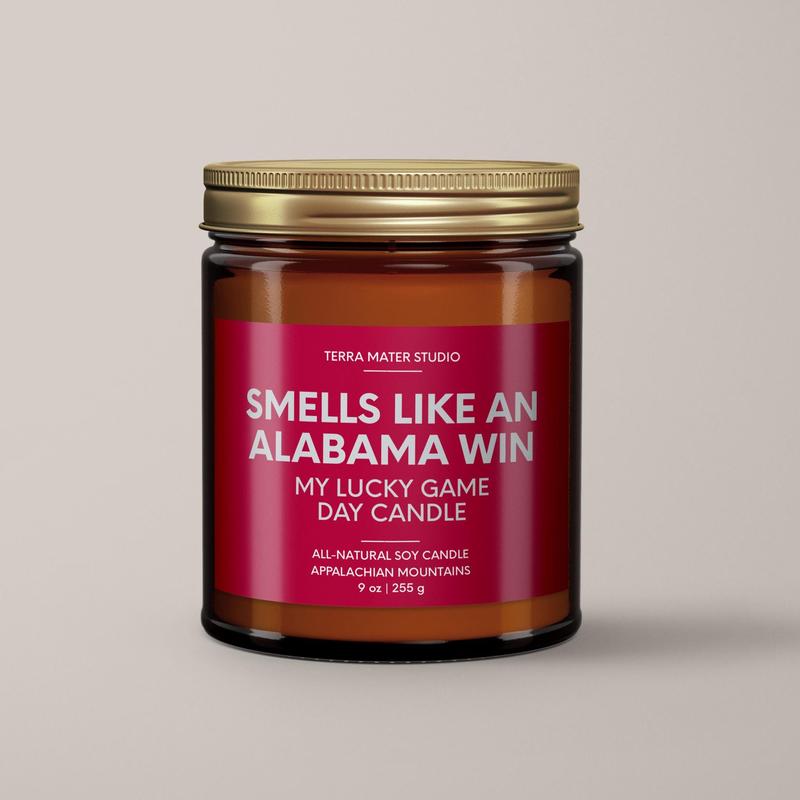 TERRA MATER STUDIO
SMELLS LIKE AN
ALABAMA WIN
MY LUCKY GAME
DAY CANDLE
ALL-NATURAL SOY CANDLE
APPALACHIAN MOUNTAINS
9 oz | 255 g